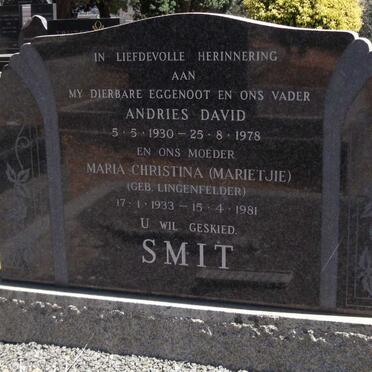 IN LIEFDEVOLLE HERINNERING
AAN
MY DIERBARE EGGENOOT EN ONS VADER
ANDRIES DAVID
5·5·1930 – 25·8·1978
EN ONS MOEDER
MARIA CHRISTINA (MARIETJIE)
(GEB. LINGENFELDER)
17·1·1933 – 15·4·1981
U WIL GESKIED.
SMIT